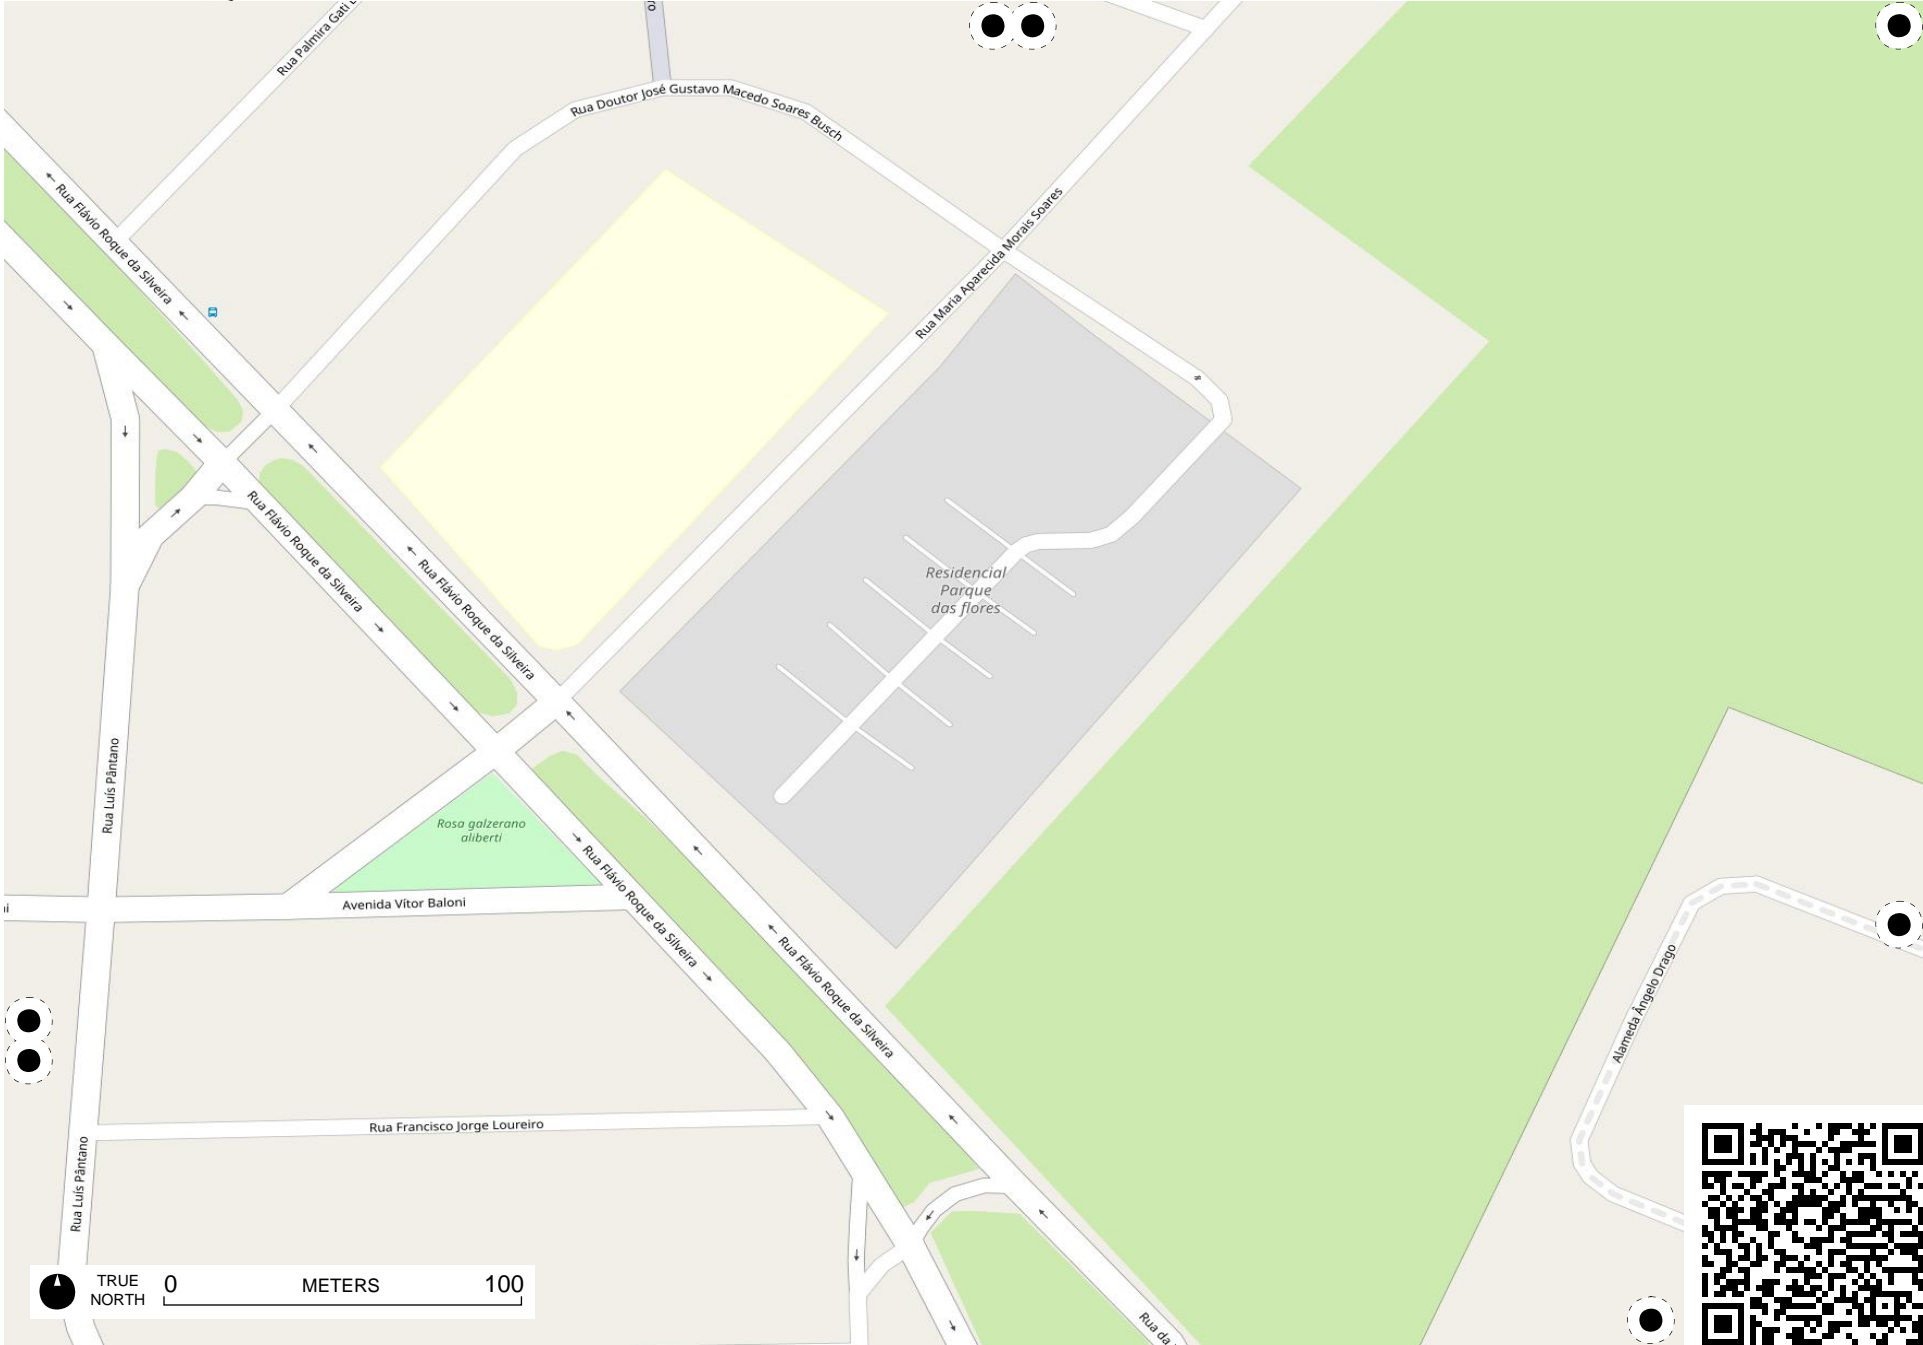 Rua Palmira Gati
Rua Doutor José Gustavo Macedo Soares Busch
Rua Flávio Roque da Silveira
Rua Maria Aparecida Morais Soares
Rua Flávio Roque da Silveira
Rua Flávio Roque da Silveira
Residencial
Parque
das flores
Rua Luís Pântano
Rosa galzerano
aliberti
Rua Flávio Roque da Silveira
Avenida Vítor Baloni
Rua Flávio Roque da Silveira
Alameda Ângelo Drago
Rua Francisco Jorge Loureiro
Rua Luís Pântano
Rua da
TRUE
NORTH
0 METERS 100